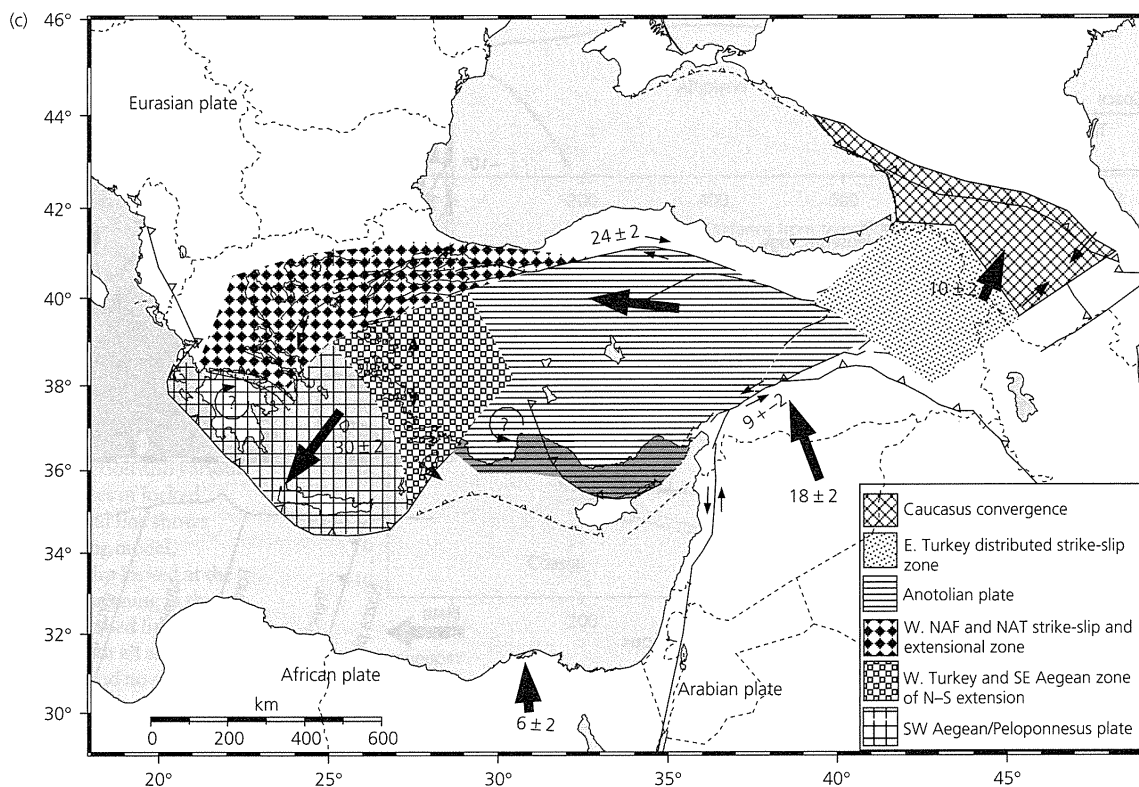 (c)
46°
44°
42°
40°
38°
36°
34°
32°
30°
Eurasian plate
24 ± 2
10 ± 2
?
?
30 ± 2
9 ± 2
18 ± 2
African plate
Arabian plate
6 ± 2
km
0 200 400 600
Caucasus convergence
E. Turkey distributed strike-slip
zone
Anotolian plate
W. NAF and NAT strike-slip and
extensional zone
W. Turkey and SE Aegean zone
of N–S extension
SW Aegean/Peloponnesus plate
20° 25° 30° 35° 40° 45°